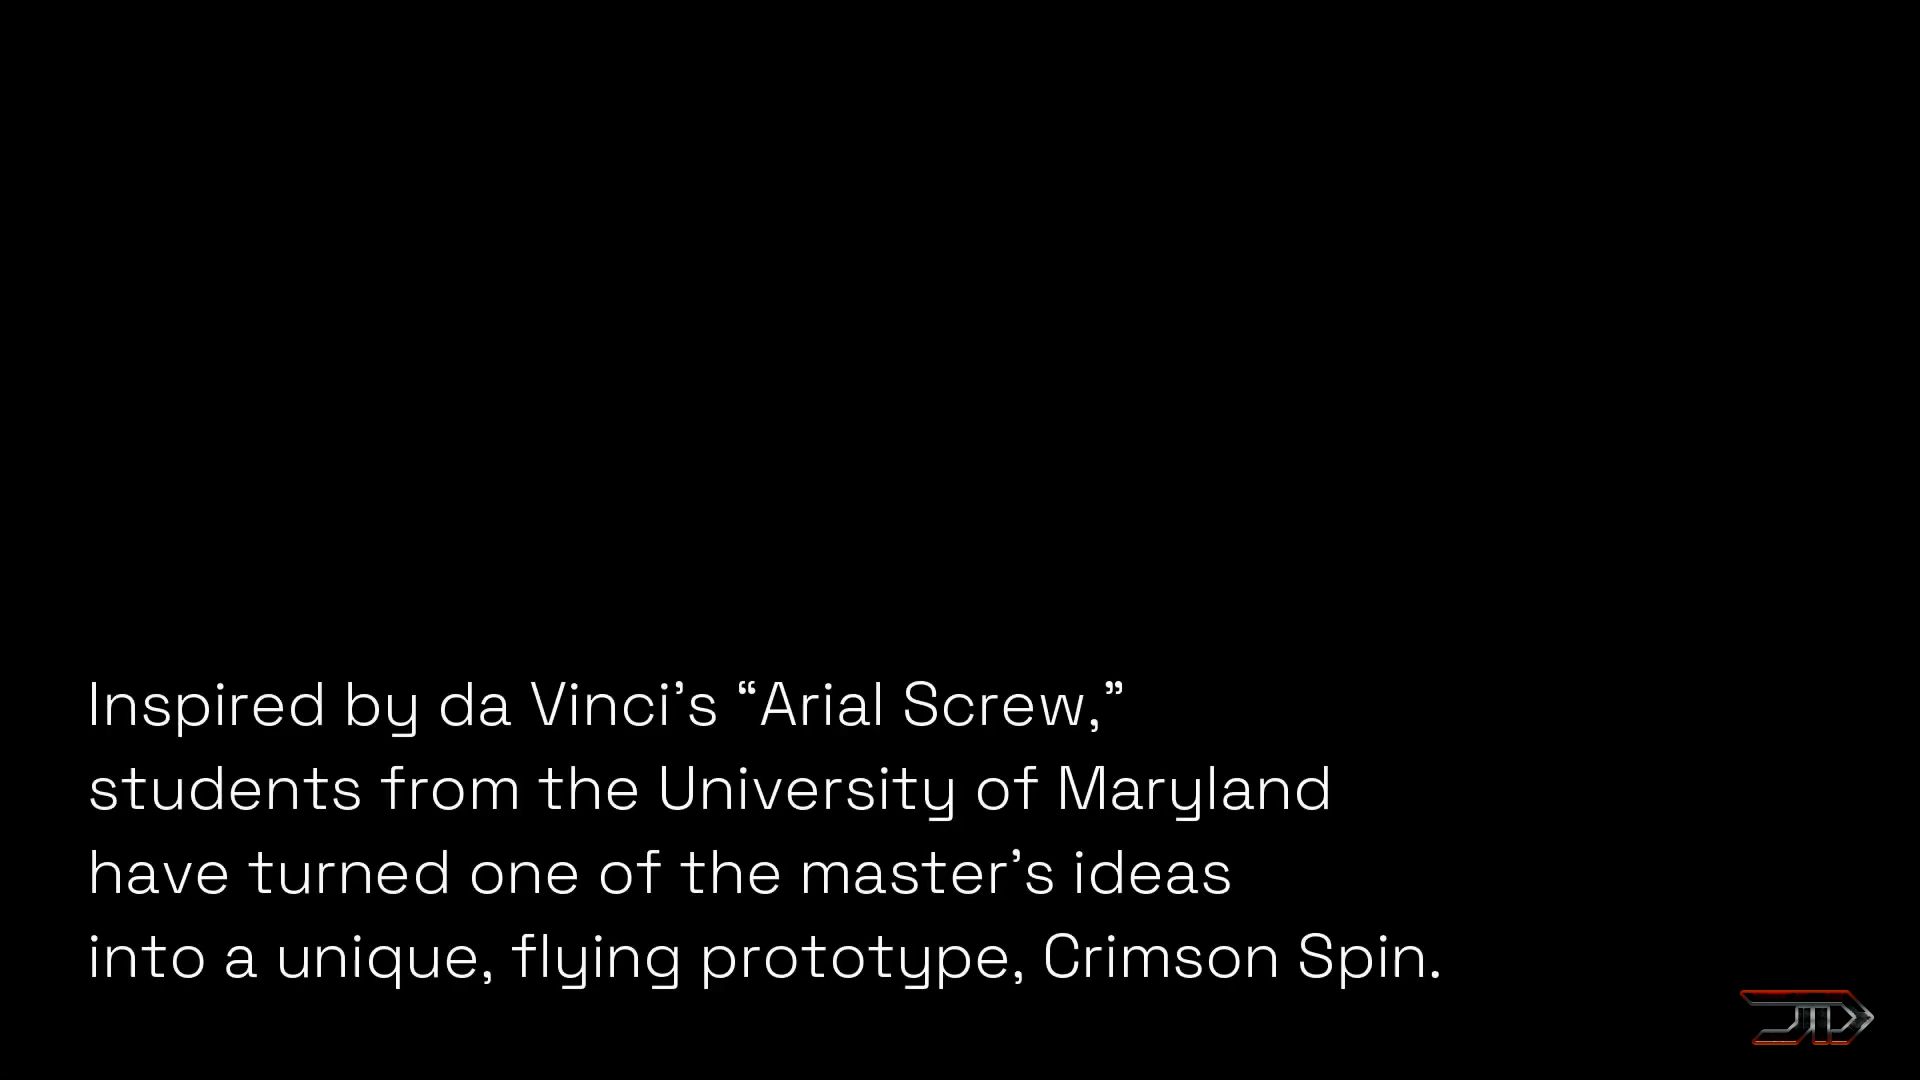 Inspired by da Vinci’s “Arial Screw,”
students from the University of Maryland
have turned one of the master’s ideas
into a unique, flying prototype, Crimson Spin.